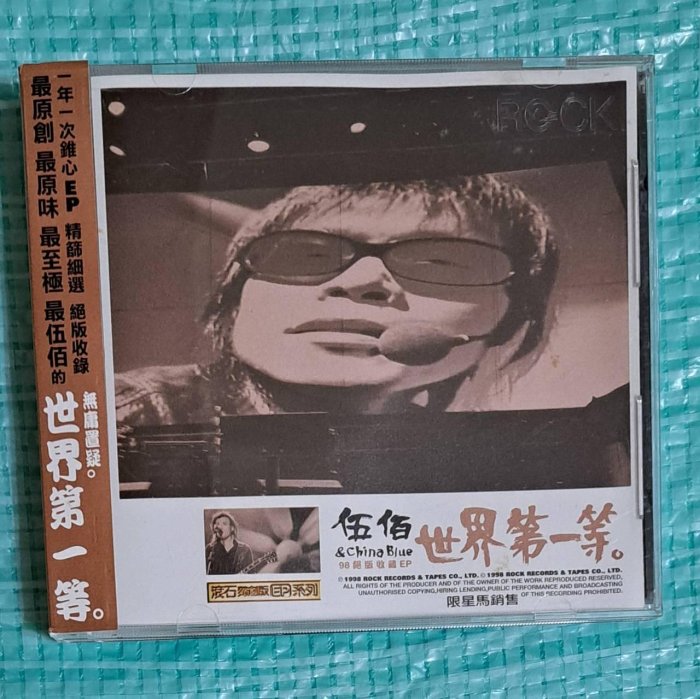 一年一次錐心EP 精篩細選 絕版收錄
最原創 最原味 最至極 最伍佰的
無庸置疑。
世界第一等。
ROCK
伍佰
& China Blue
98絕版收藏EP
世界第一等。
℗ 1998 ROCK RECORDS & TAPES CO., LTD. © 1998 ROCK RECORDS & TAPES CO., LTD.
ALL RIGHTS OF THE PRODUCER AND OF THE OWNER OF THE WORK REPRODUCED RESERVED,
UNAUTHORISED COPYING,HIRING LENDING,PUBLIC PERFORMANCE AND BROADCASTING
OF THIS RECORDING PROHIBITED.
滾石 EP系列
限星馬銷售